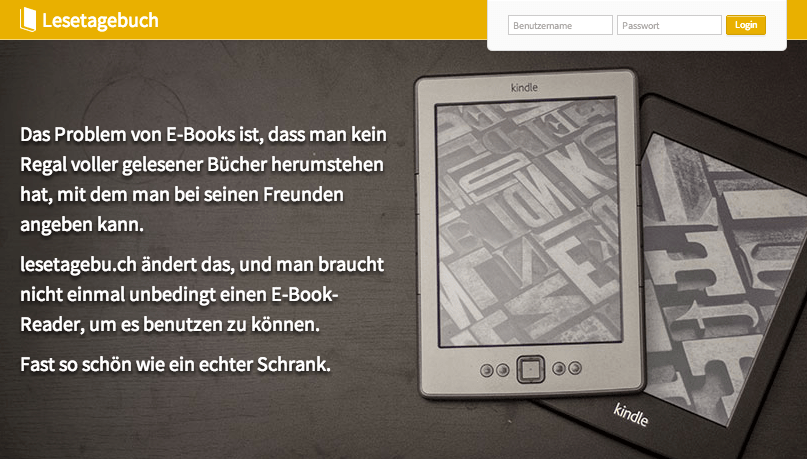 Lesetagebuch
Benutzername
Passwort
Login
kindle
Das Problem von E-Books ist, dass man kein
Regal voller gelesener Bücher herumstehen
hat, mit dem man bei seinen Freunden
angeben kann.
lesetagebu.ch ändert das, und man braucht
nicht einmal unbedingt einen E-Book-
Reader, um es benutzen zu können.
Fast so schön wie ein echter Schrank.
kindle